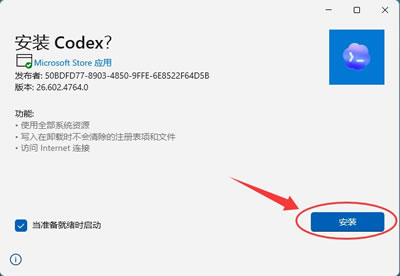 安装 Codex？
Microsoft Store 应用
发布者: 50BDFD77-8903-4850-9FFE-6E8522F64D5B
版本: 26.602.4764.0
功能:
• 使用全部系统资源
• 写入在卸载时不会清除的注册表项和文件
• 访问 Internet 连接
当准备就绪时启动
安装